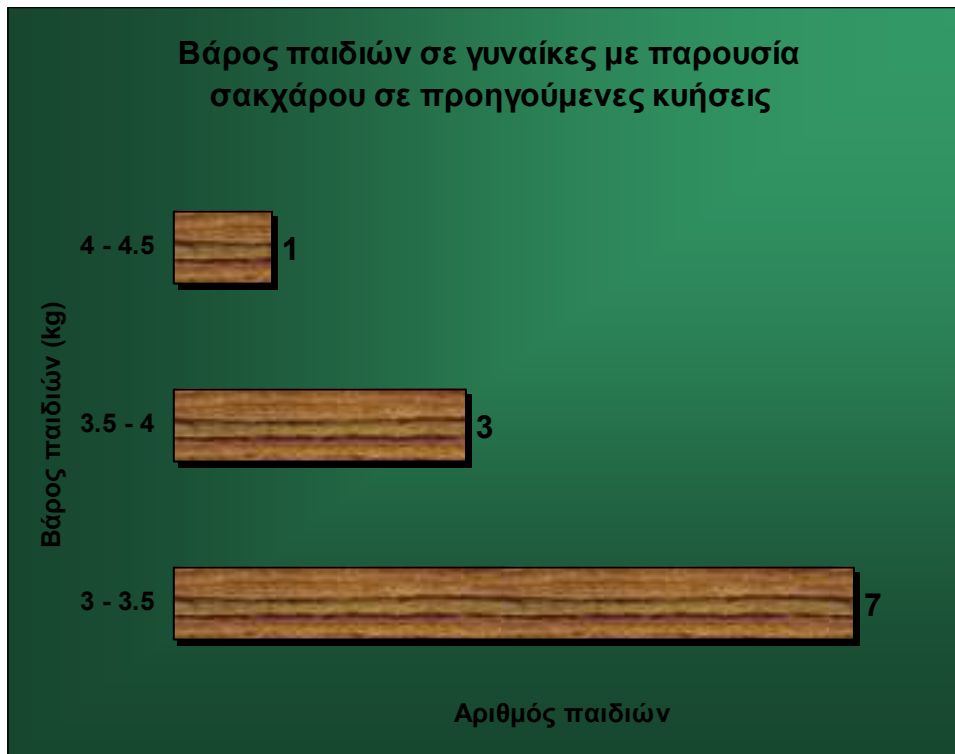 Βάρος παιδιών σε γυναίκες με παρουσία
σακχάρου σε προηγούμενες κυήσεις
4 - 4.5
1
Βάρος παιδιών (kg)
3.5 - 4
3
3 - 3.5
7
Αριθμός παιδιών